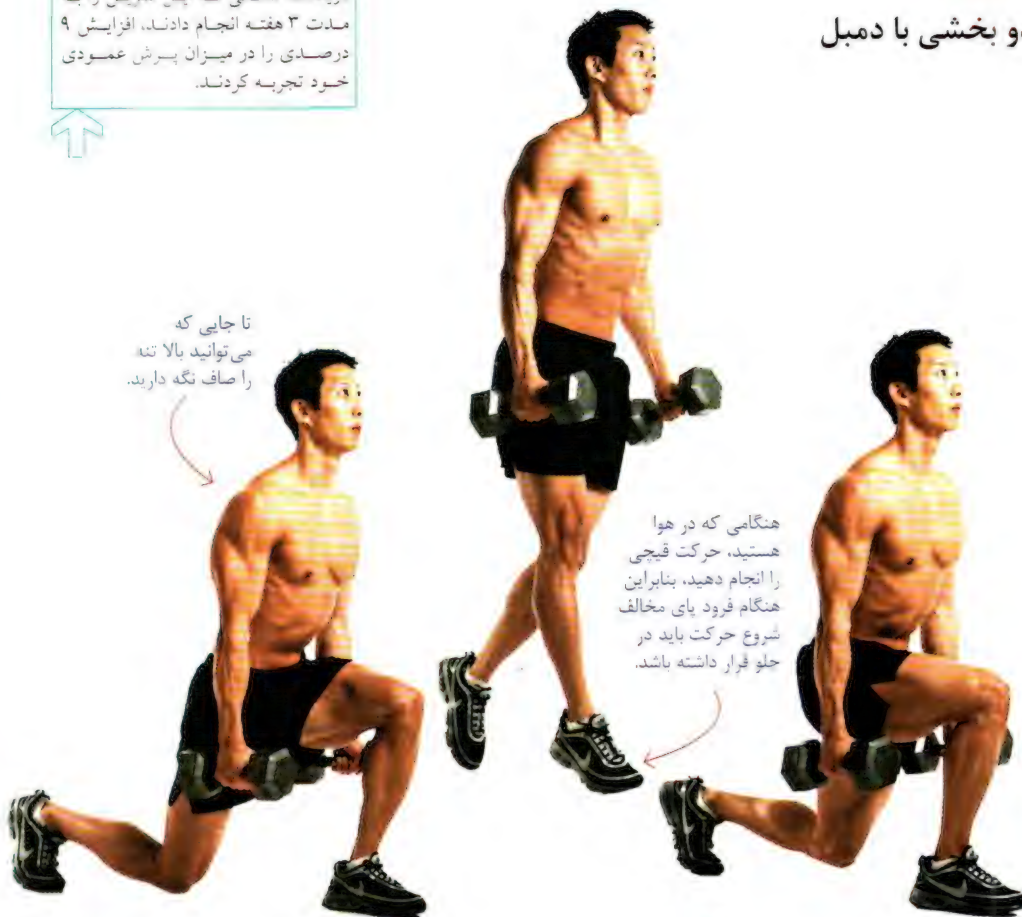 و بخشی با دمبل
مدت ۳ هفته انجام دادند، افزایش ۹
درصدی را در میزان پرش عمودی
خود تجربه کردند.
تا جایی که
می‌توانید بالا تنه
را صاف نگه دارید.
هنگامی که در هوا
هستید، حرکت قیچی
را انجام دهید، بنابراین
هنگام فرود پای مخالف
شروع حرکت باید در
جلو قرار داشته باشد.